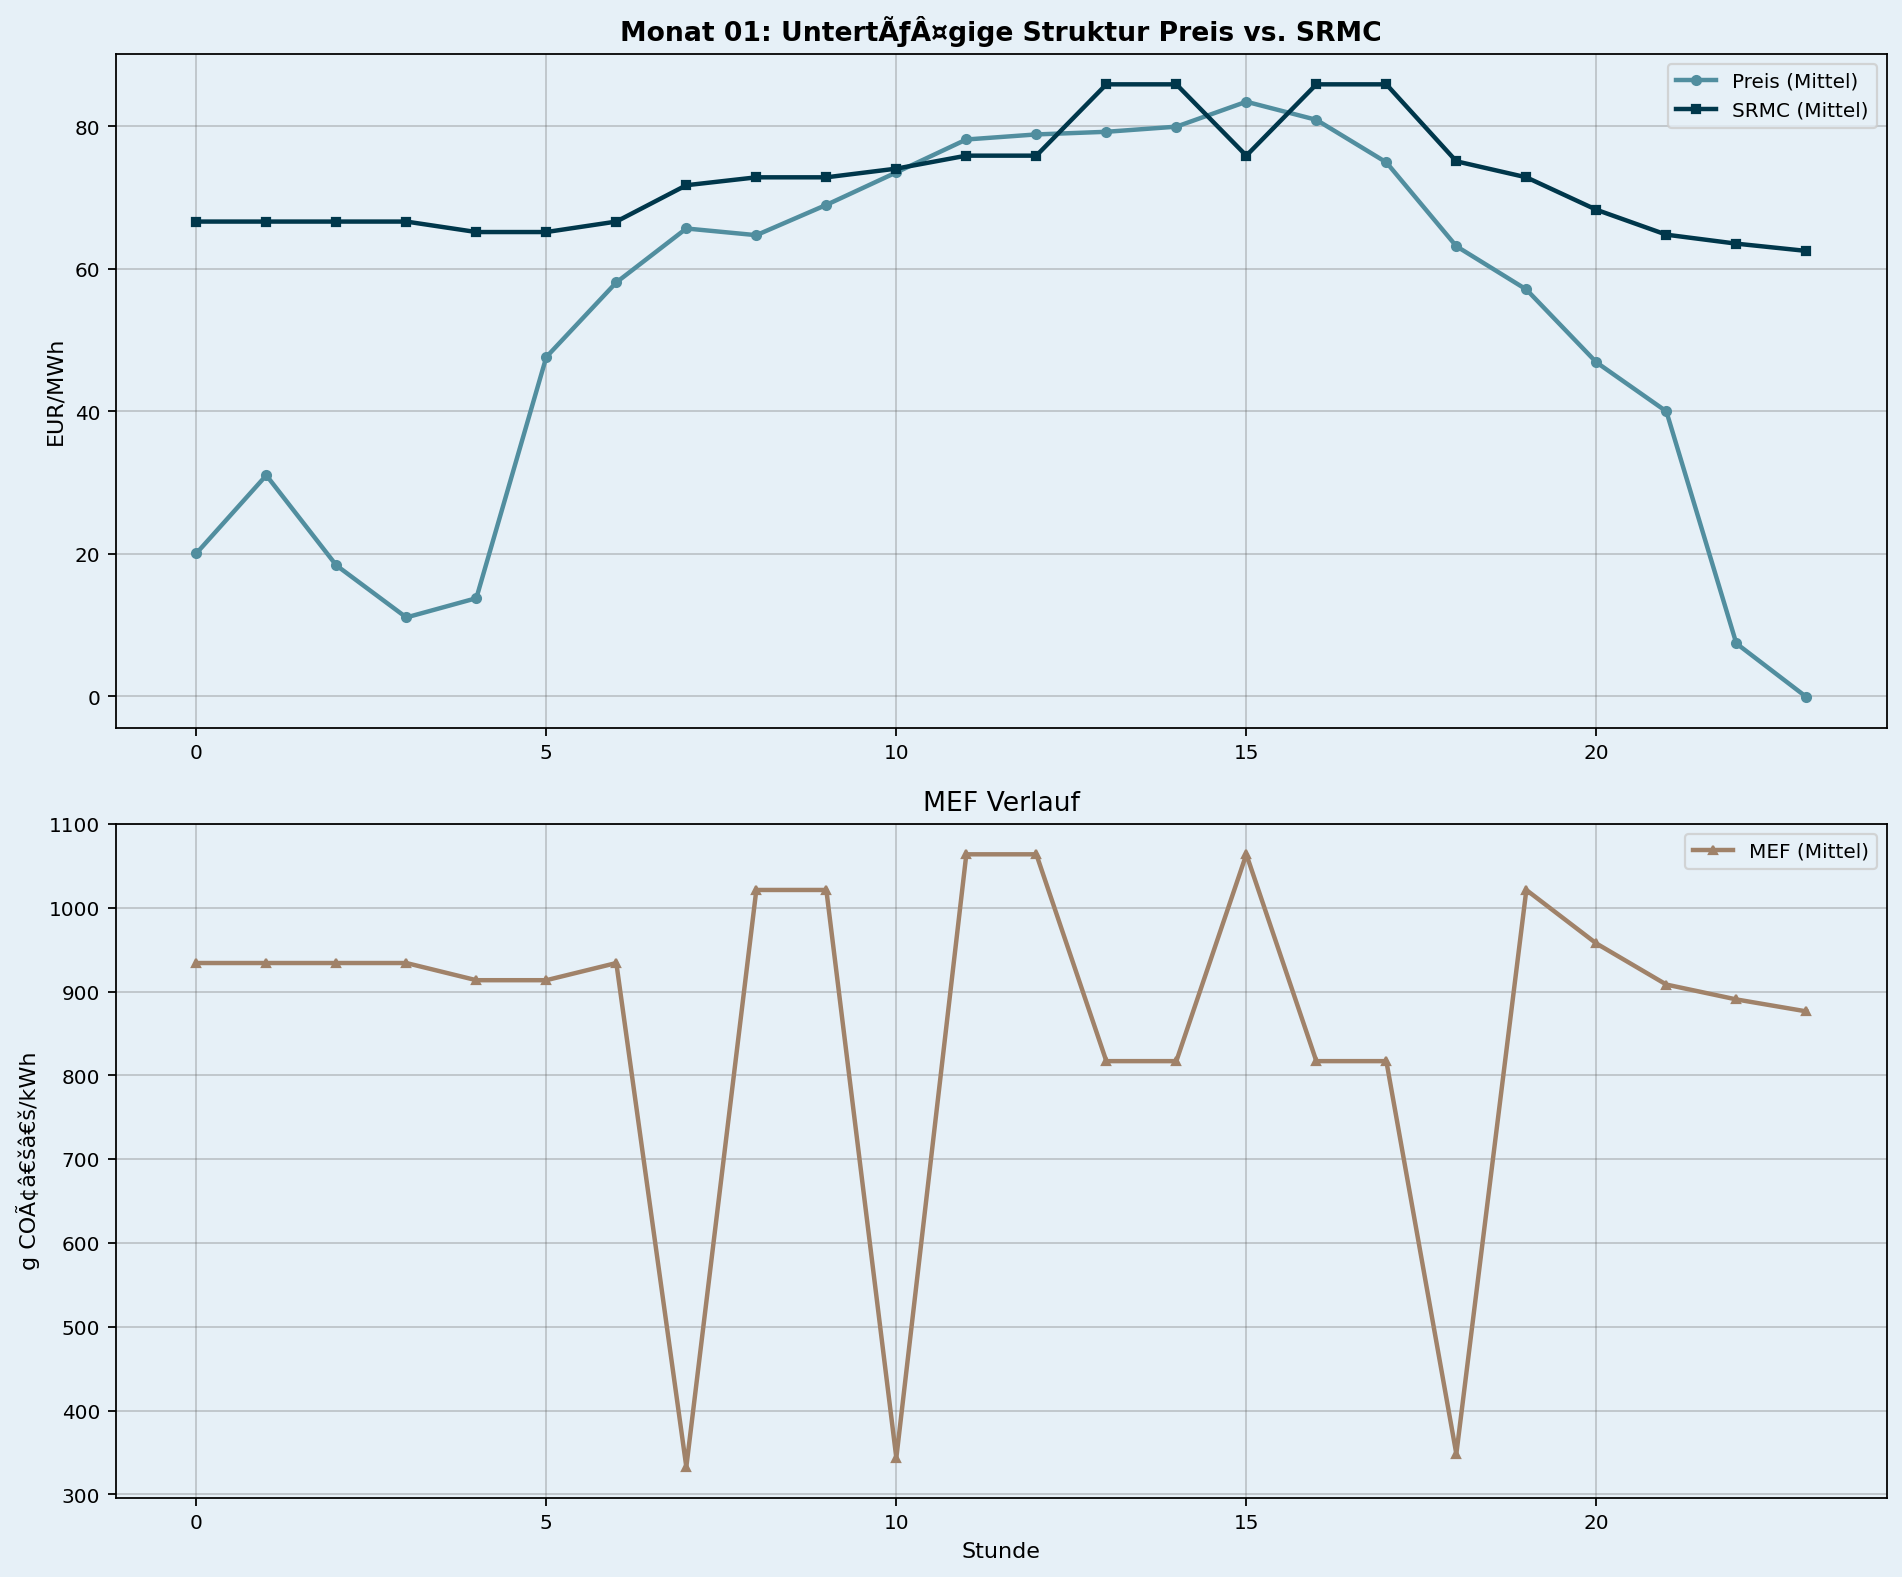 Monat 01: UntertÃƒÂ¤gige Struktur Preis vs. SRMC
Preis (Mittel)
SRMC (Mittel)
EUR/MWh
80
60
40
20
0
0 5 10 15 20
MEF Verlauf
MEF (Mittel)
g COÃ¢â€šâ€š/kWh
1100
1000
900
800
700
600
500
400
300
0 5 10 15 20
Stunde